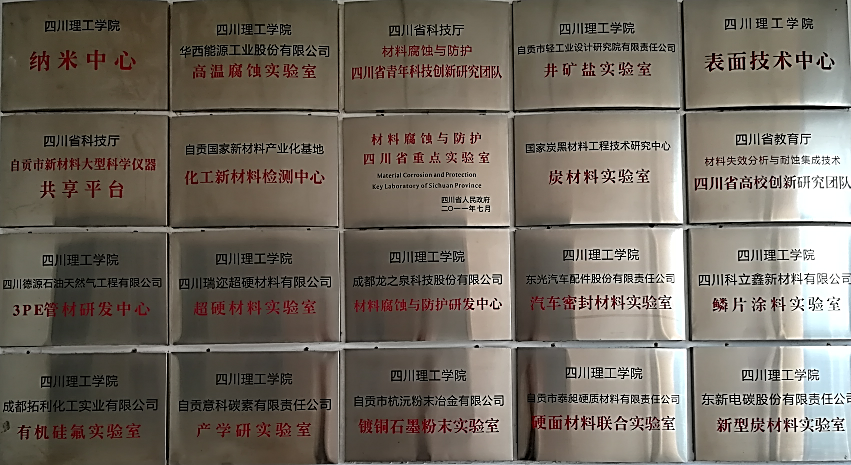 四川理工学院
纳米中心
四川理工学院
华西能源工业股份有限公司
高温腐蚀实验室
四川省科技厅
材料腐蚀与防护
四川省青年科技创新研究团队
四川理工学院
自贡市轻工业设计研究院有限责任公司
井矿盐实验室
四川理工学院
表面技术中心
四川省科技厅
自贡市新材料大型科学仪器
共享平台
自贡国家新材料产业化基地
化工新材料检测中心
材料腐蚀与防护
四川省重点实验室
Material Corrosion and Protection
Key Laboratory of Sichuan Province
四川省人民政府
二〇一一年七月
国家炭黑材料工程技术研究中心
炭材料实验室
四川省教育厅
材料失效分析与耐蚀集成技术
四川省高校创新研究团队
四川理工学院
四川德源石油天然气工程有限公司
3PE管材研发中心
四川理工学院
四川瑞迩超硬材料有限公司
超硬材料实验室
四川理工学院
成都龙之泉科技股份有限公司
材料腐蚀与防护研发中心
四川理工学院
东光汽车配件股份有限责任公司
汽车密封材料实验室
四川理工学院
四川科立鑫新材料有限公司
鳞片涂料实验室
四川理工学院
成都拓利化工实业有限公司
有机硅氟实验室
四川理工学院
自贡意科碳素有限责任公司
产学研实验室
四川理工学院
自贡市杭沅粉末冶金有限公司
镀铜石墨粉末实验室
四川理工学院
自贡市泰昶硬质材料有限责任公司
硬面材料联合实验室
四川理工学院
东新电碳股份有限责任公司
新型炭材料实验室